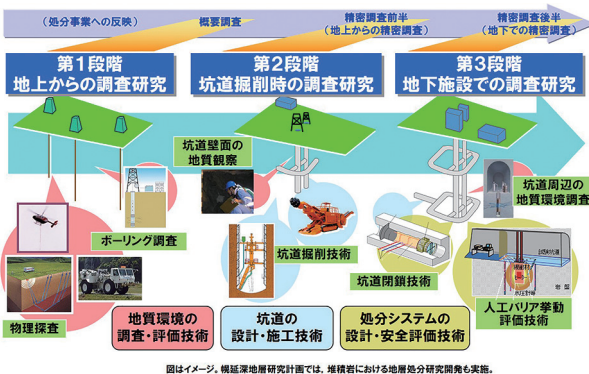 (処分事業への反映)
概要調査
精密調査前半
(地上からの精密調査)
精密調査後半
(地下での精密調査)
第1段階
地上からの調査研究
第2段階
坑道掘削時の調査研究
第3段階
地下施設での調査研究
坑道壁面の
地質観察
坑道周辺の
地質環境調査
ボーリング調査
坑道掘削技術
坑道閉鎖技術
物理探査
人工バリア挙動
評価技術
岩盤
地質環境の
調査・評価技術
坑道の
設計・施工技術
処分システムの
設計・安全評価技術
図はイメージ。幌延深地層研究計画では，堆積岩における地層処分研究開発も実施。